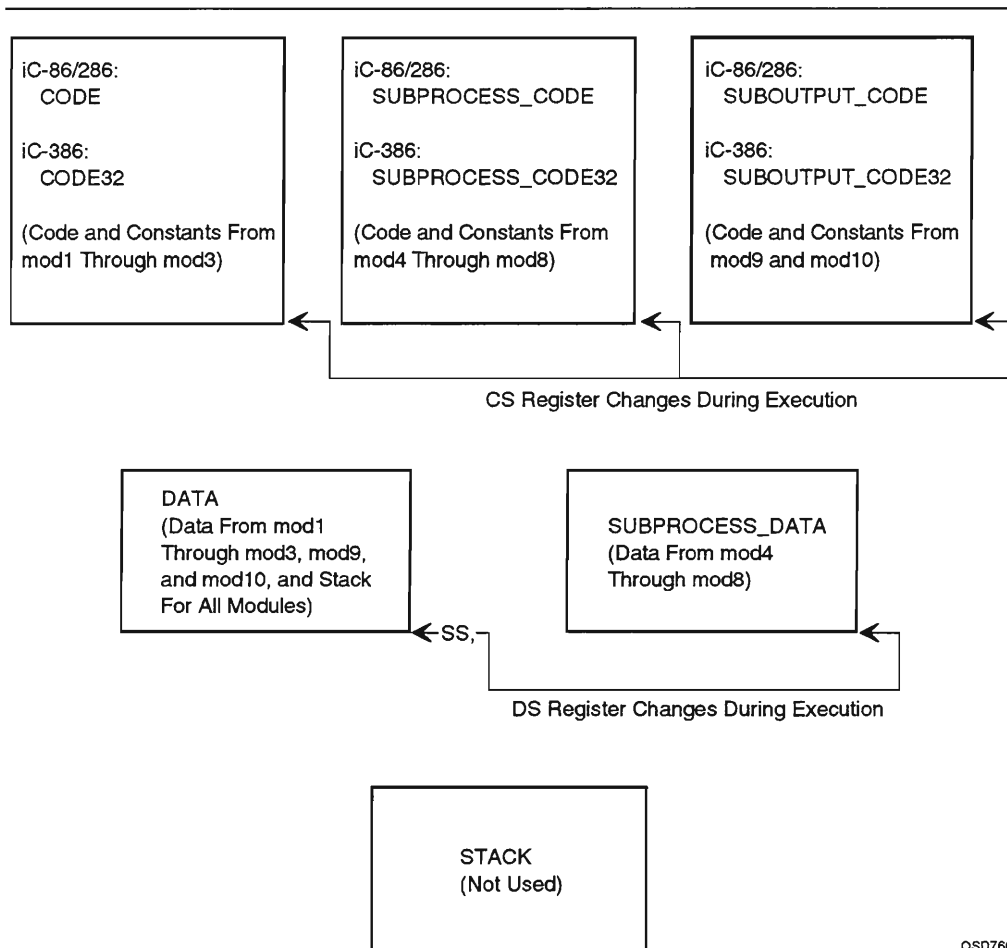 iC-86/286:
CODE
iC-386:
CODE32
(Code and Constants From
mod1 Through mod3)
iC-86/286:
SUBPROCESS_CODE
iC-386:
SUBPROCESS_CODE32
(Code and Constants From
mod4 Through mod8)
iC-86/286:
SUBOUTPUT_CODE
iC-386:
SUBOUTPUT_CODE32
(Code and Constants From
mod9 and mod10)
CS Register Changes During Execution
DATA
(Data From mod1
Through mod3, mod9,
and mod10, and Stack
For All Modules)
SUBPROCESS_DATA
(Data From mod4
Through mod8)
SS,
DS Register Changes During Execution
STACK
(Not Used)